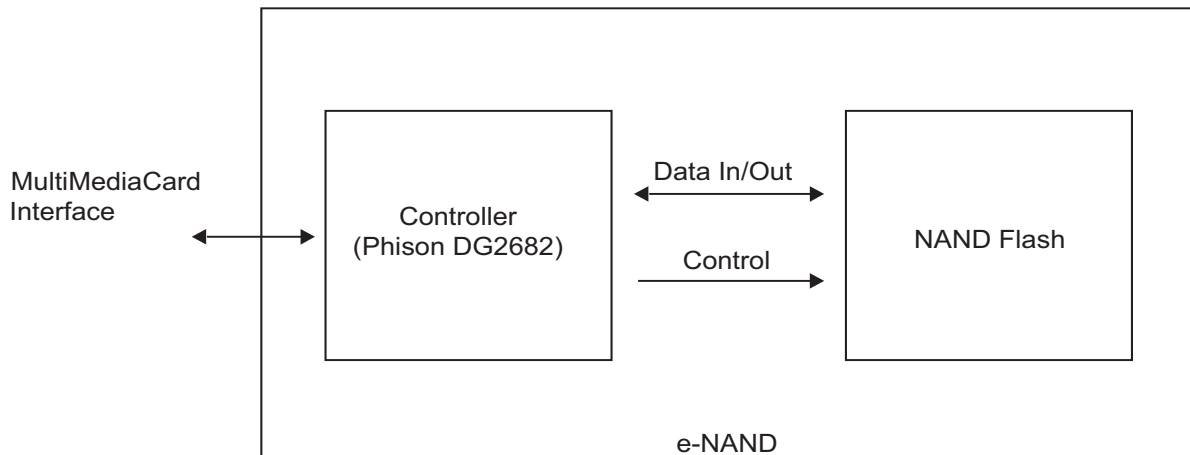 MultiMediaCard
Interface
Controller
(Phison DG2682)
Data In/Out
Control
NAND Flash
e-NAND